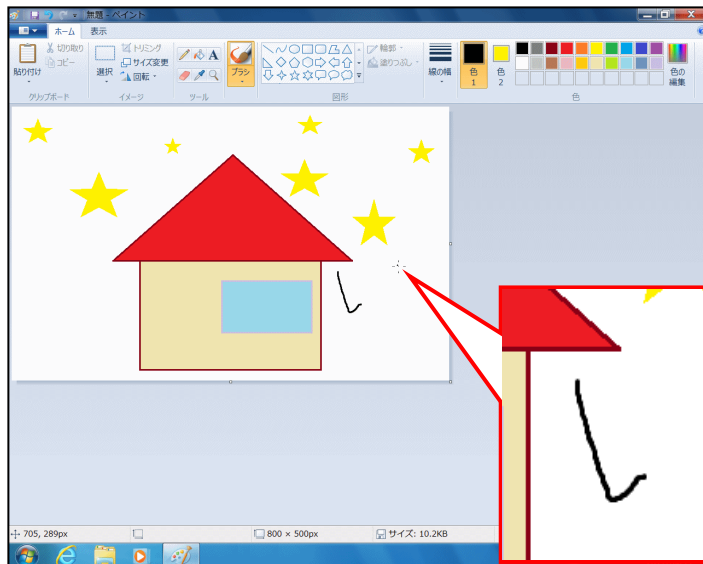 無題 - ペイント
ホーム 表示
貼り付け
切り取り
コピー
クリップボード
選択
トリミング
サイズ変更
回転
イメージ
A
ツール
ブラシ
図形
輪郭
塗りつぶし
線の幅
色
1
色
2
色の
編集
色
し
705, 289px
800 × 500px
サイズ: 10.2KB
し